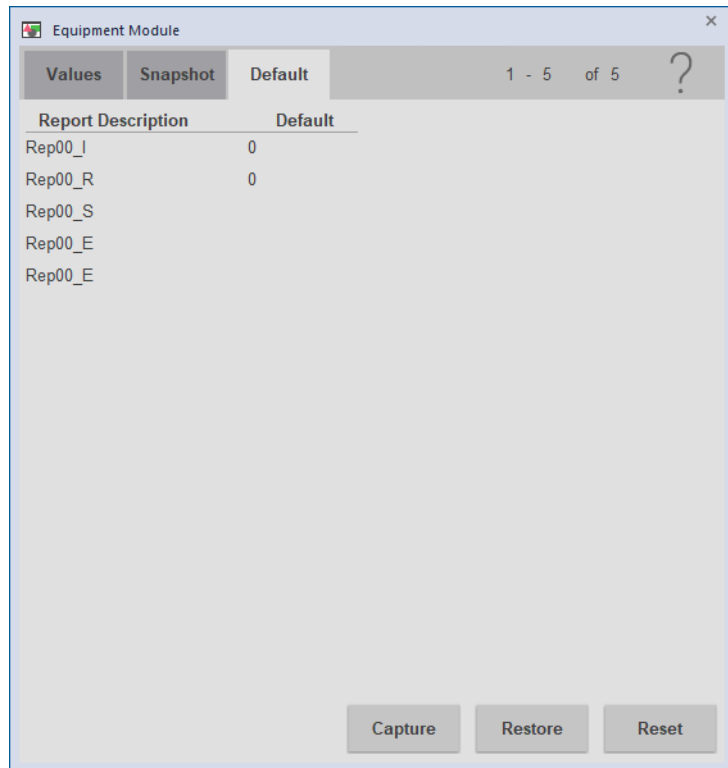 Equipment Module
Values Snapshot Default 1 - 5 of 5 ?
Report Description Default
Rep00_I 0
Rep00_R 0
Rep00_S
Rep00_E
Rep00_E
Capture Restore Reset